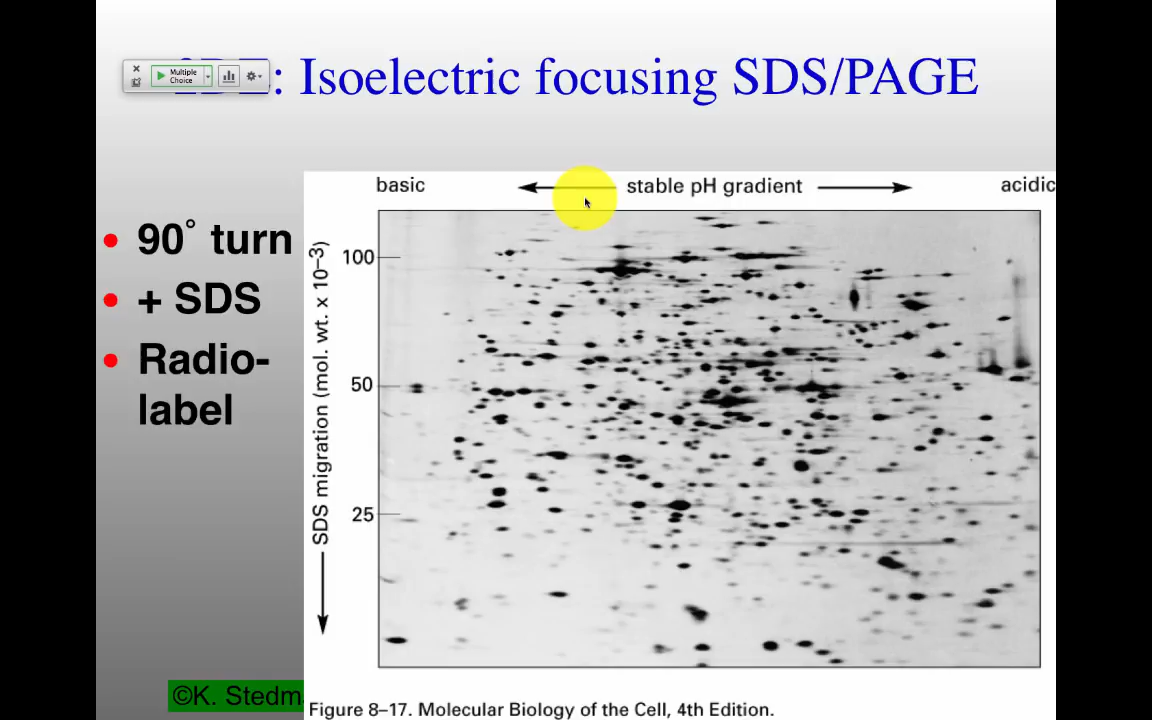 Multiple
Choice
: Isoelectric focusing SDS/PAGE
basic
stable pH gradient
acidic
• 90° turn
• + SDS
• Radio-
label
SDS migration (mol. wt. x 10–3)
100
50
25
©K. Stedm
Figure 8–17. Molecular Biology of the Cell, 4th Edition.